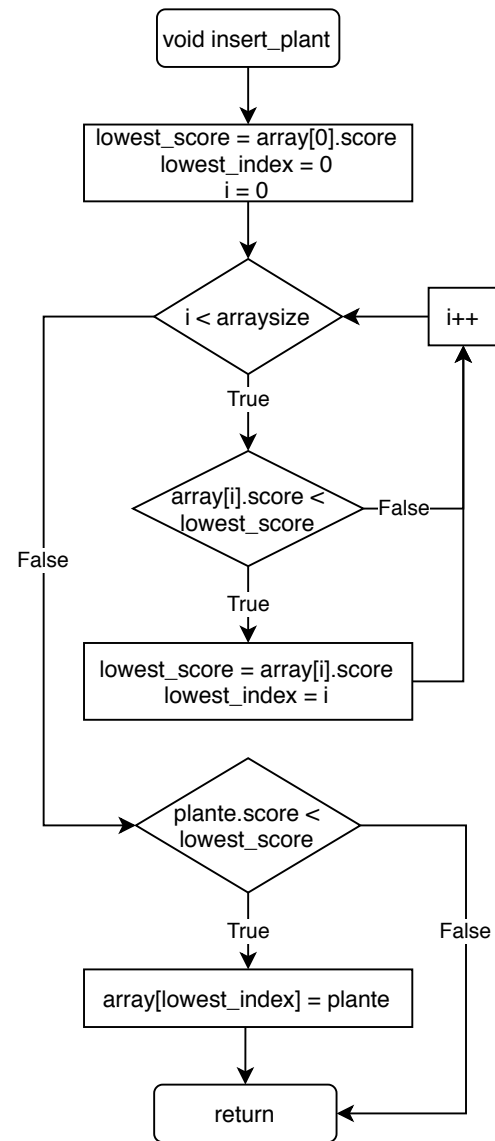 void insert_plant
lowest_score = array[0].score
lowest_index = 0
i = 0
i < arraysize
i++
True
array[i].score <
lowest_score
False
False
True
lowest_score = array[i].score
lowest_index = i
plante.score <
lowest_score
True
False
array[lowest_index] = plante
return